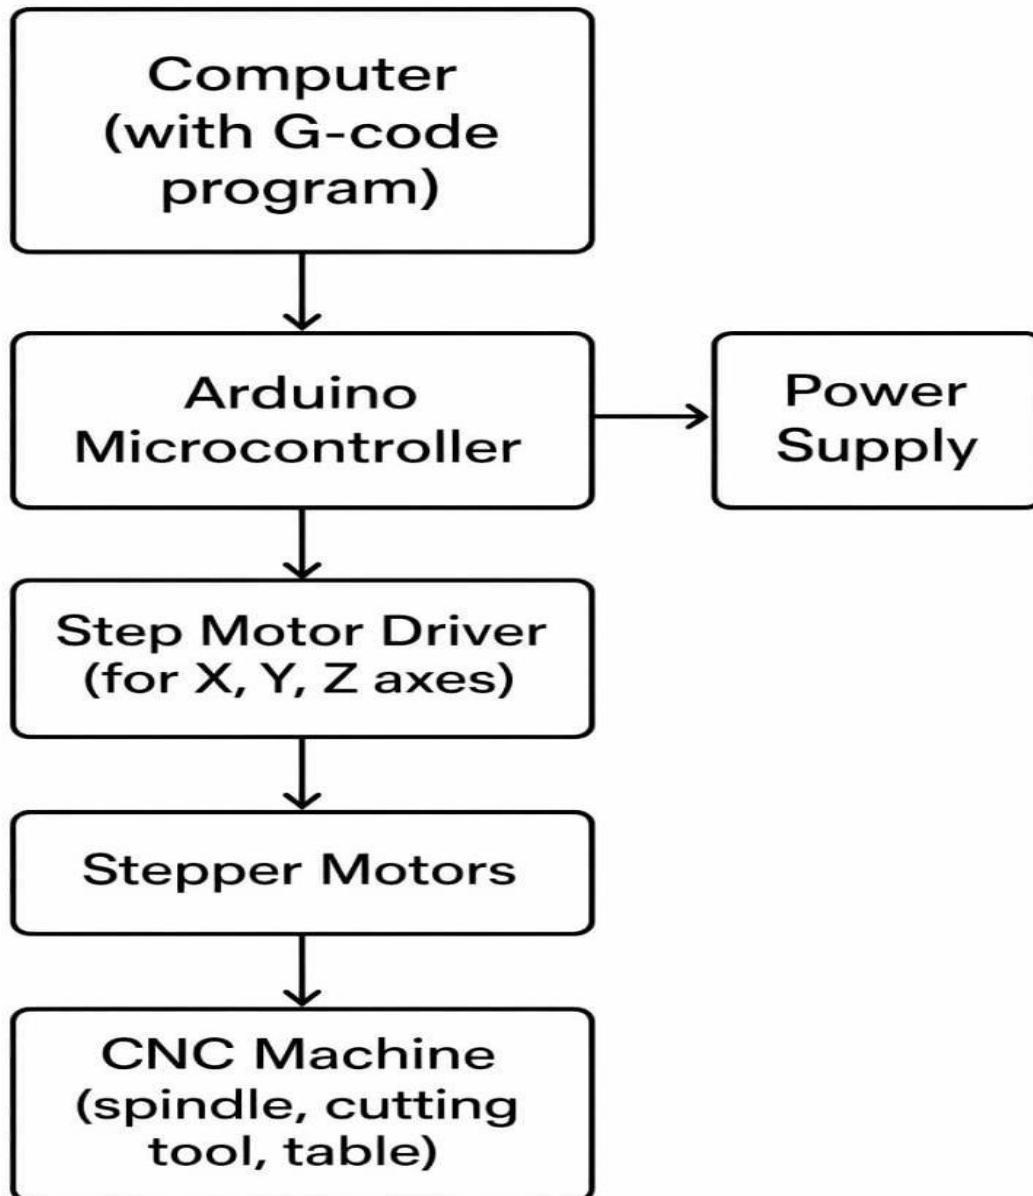 Computer
(with G-code
program)
Arduino
Microcontroller
Power
Supply
Step Motor Driver
(for X, Y, Z axes)
Stepper Motors
CNC Machine
(spindle, cutting
tool, table)